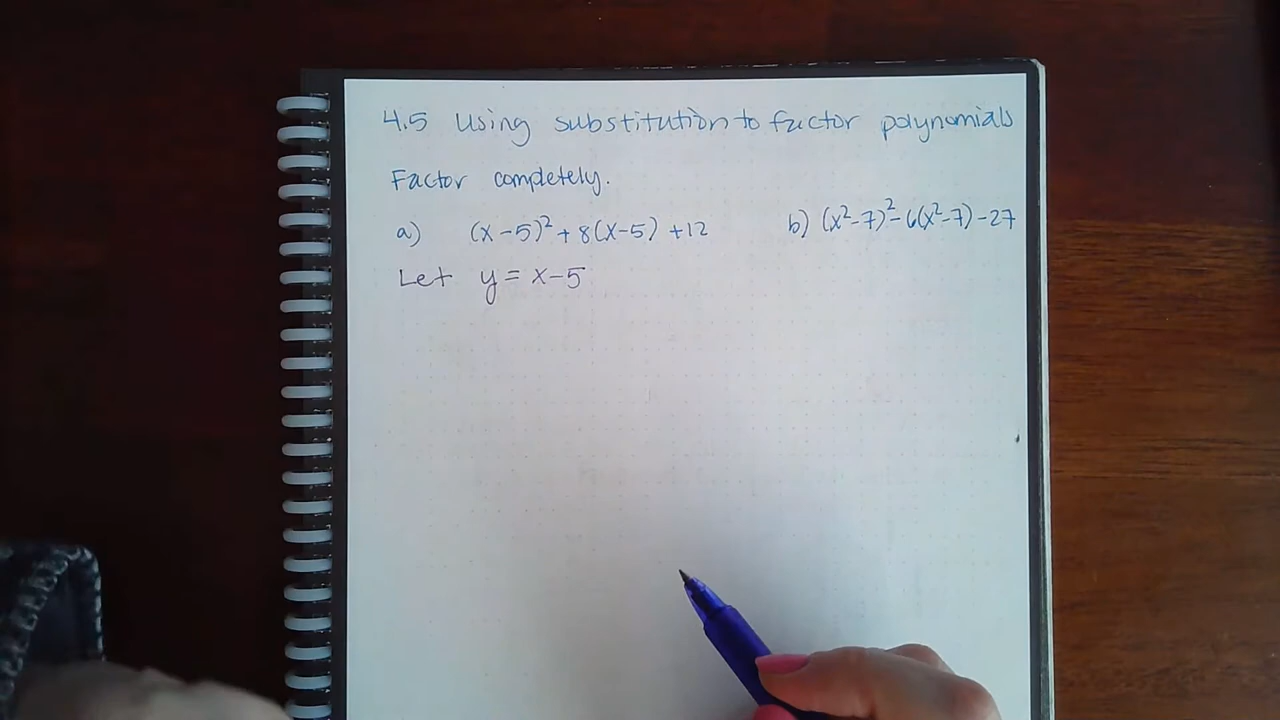 4.5 Using substitution to factor polynomials
Factor completely.
a) (x-5)²+8(x-5)+12 b) (x²-7)²-6(x²-7)-27
Let y=x-5